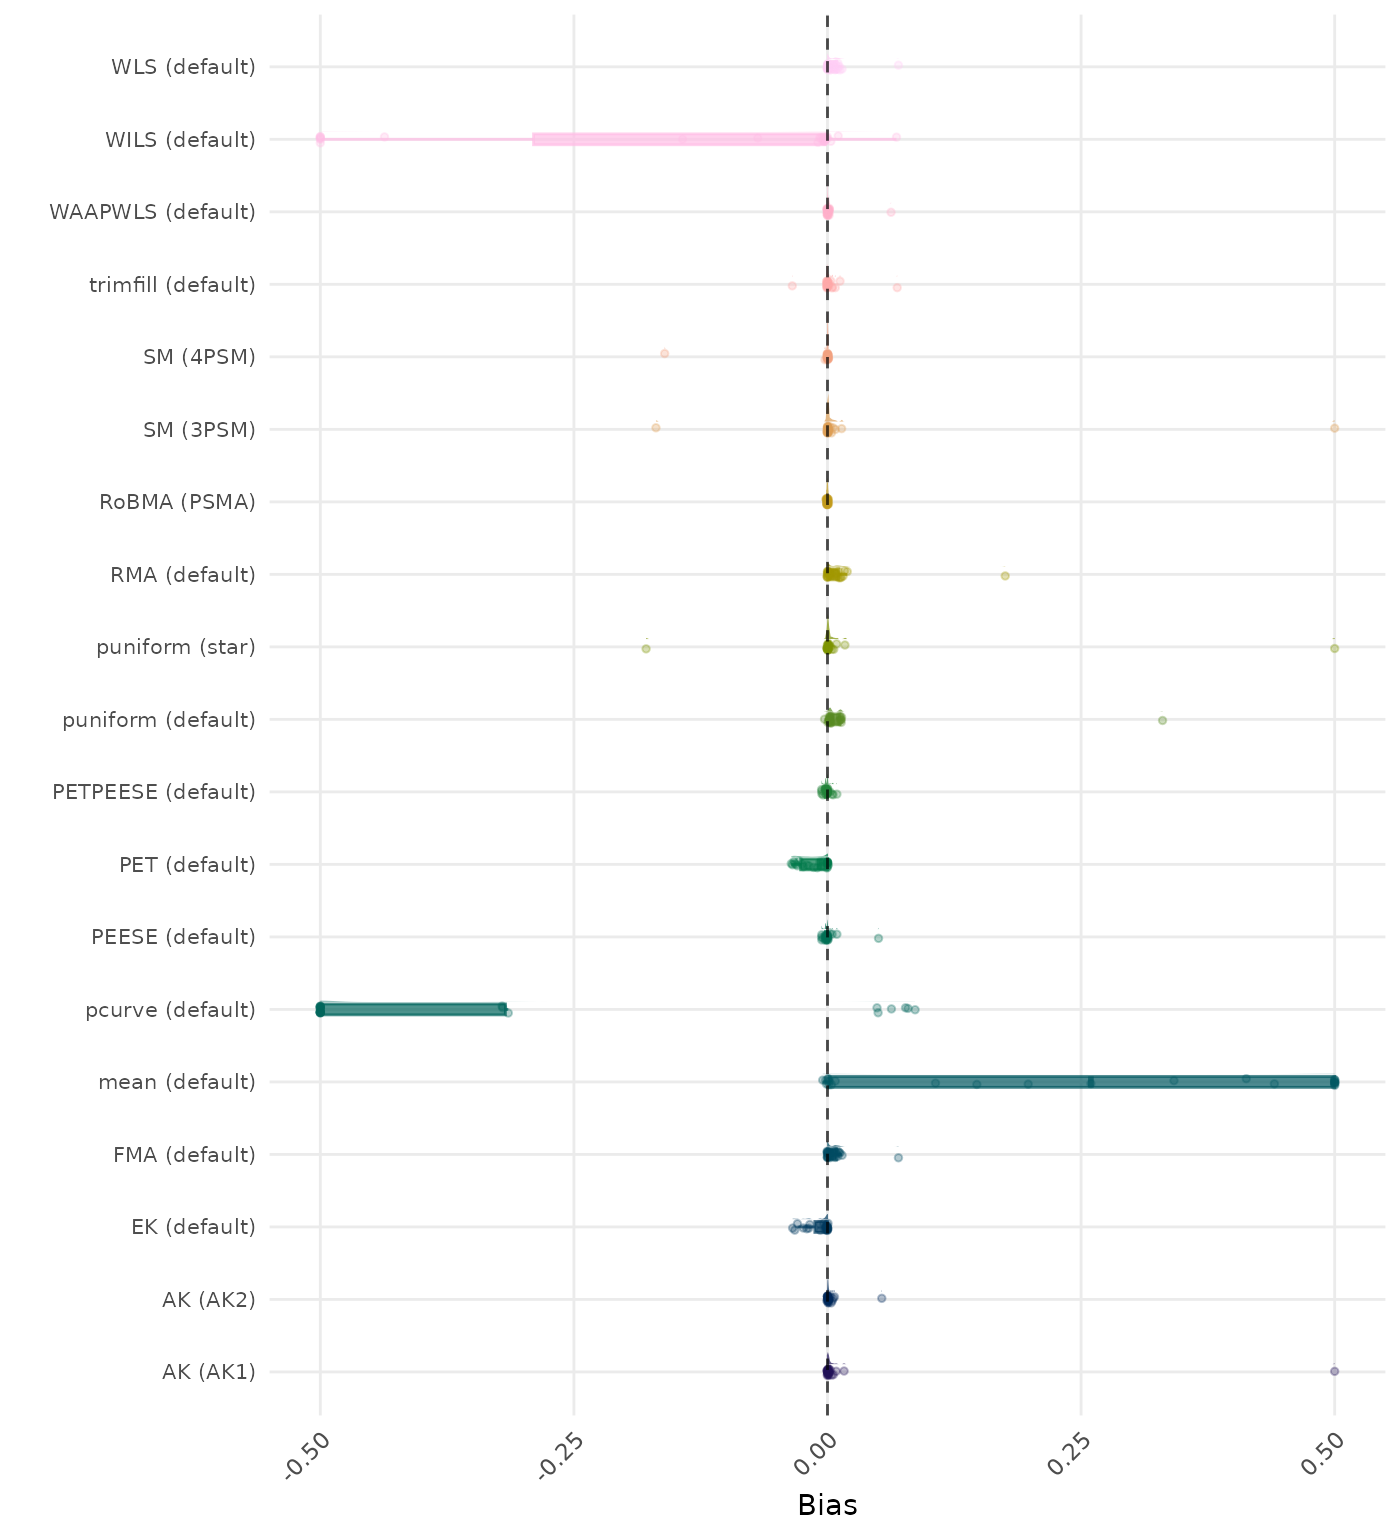 WLS (default)
WILS (default)
WAAPWLS (default)
trimfill (default)
SM (4PSM)
SM (3PSM)
RoBMA (PSMA)
RMA (default)
puniform (star)
puniform (default)
PETPEESE (default)
PET (default)
PEESE (default)
pcurve (default)
mean (default)
FMA (default)
EK (default)
AK (AK2)
AK (AK1)
-0.50 -0.25 0.00 0.25 0.50
Bias